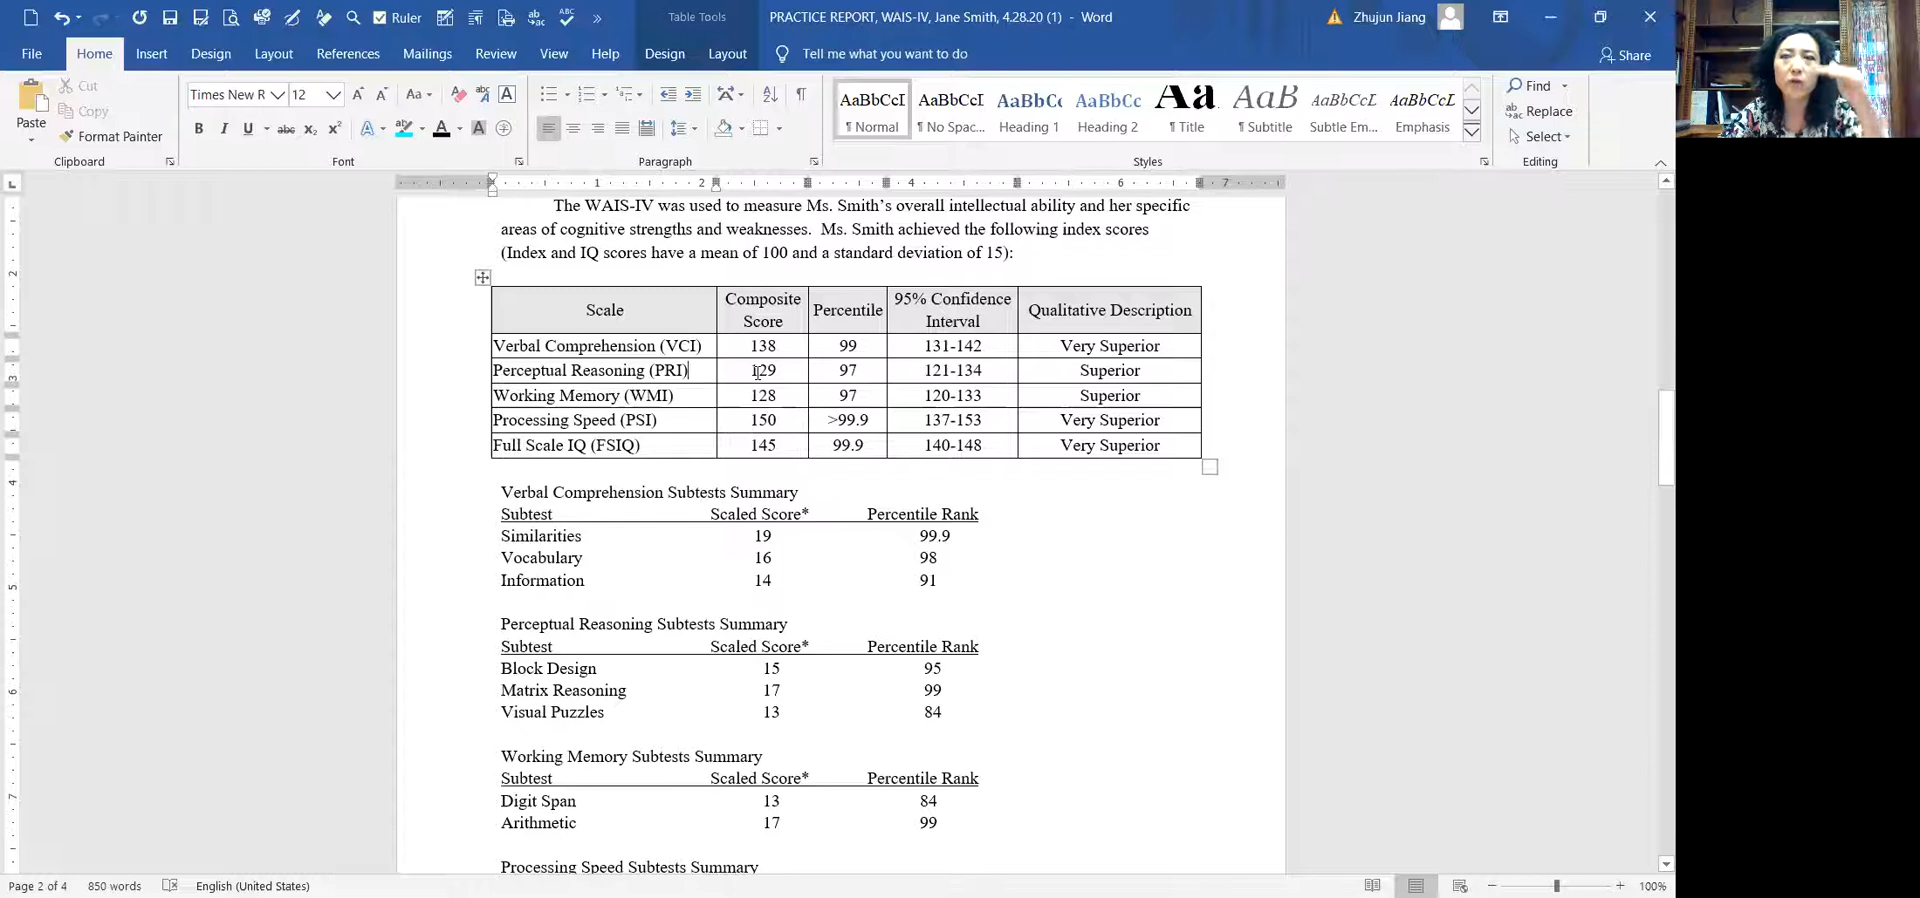 Ruler
Table Tools
PRACTICE REPORT, WAIS-IV, Jane Smith, 4.28.20 (1) - Word
Zhujun Jiang
File Home Insert Design Layout References Mailings Review View Help Design Layout Tell me what you want to do Share
Paste
Cut
Copy
Format Painter
Clipboard
Times New R 12
Font
Paragraph
AaBbCcI AaBbCcI AaBbCc AaBbCc Aa AaB AaBbCcL AaBbCcL
¶ Normal ¶ No Spac... Heading 1 Heading 2 ¶ Title ¶ Subtitle Subtle Em... Emphasis
Styles
Find
Replace
Select
Editing
1 2 4 6 7
The WAIS-IV was used to measure Ms. Smith's overall intellectual ability and her specific
areas of cognitive strengths and weaknesses. Ms. Smith achieved the following index scores
(Index and IQ scores have a mean of 100 and a standard deviation of 15):
Scale Composite Score Percentile 95% Confidence Interval Qualitative Description
Verbal Comprehension (VCI) 138 99 131-142 Very Superior
Perceptual Reasoning (PRI) 129 97 121-134 Superior
Working Memory (WMI) 128 97 120-133 Superior
Processing Speed (PSI) 150 >99.9 137-153 Very Superior
Full Scale IQ (FSIQ) 145 99.9 140-148 Very Superior
Verbal Comprehension Subtests Summary
Subtest Scaled Score* Percentile Rank
Similarities 19 99.9
Vocabulary 16 98
Information 14 91
Perceptual Reasoning Subtests Summary
Subtest Scaled Score* Percentile Rank
Block Design 15 95
Matrix Reasoning 17 99
Visual Puzzles 13 84
Working Memory Subtests Summary
Subtest Scaled Score* Percentile Rank
Digit Span 13 84
Arithmetic 17 99
Processing Speed Subtests Summary
Page 2 of 4 850 words English (United States) 100%